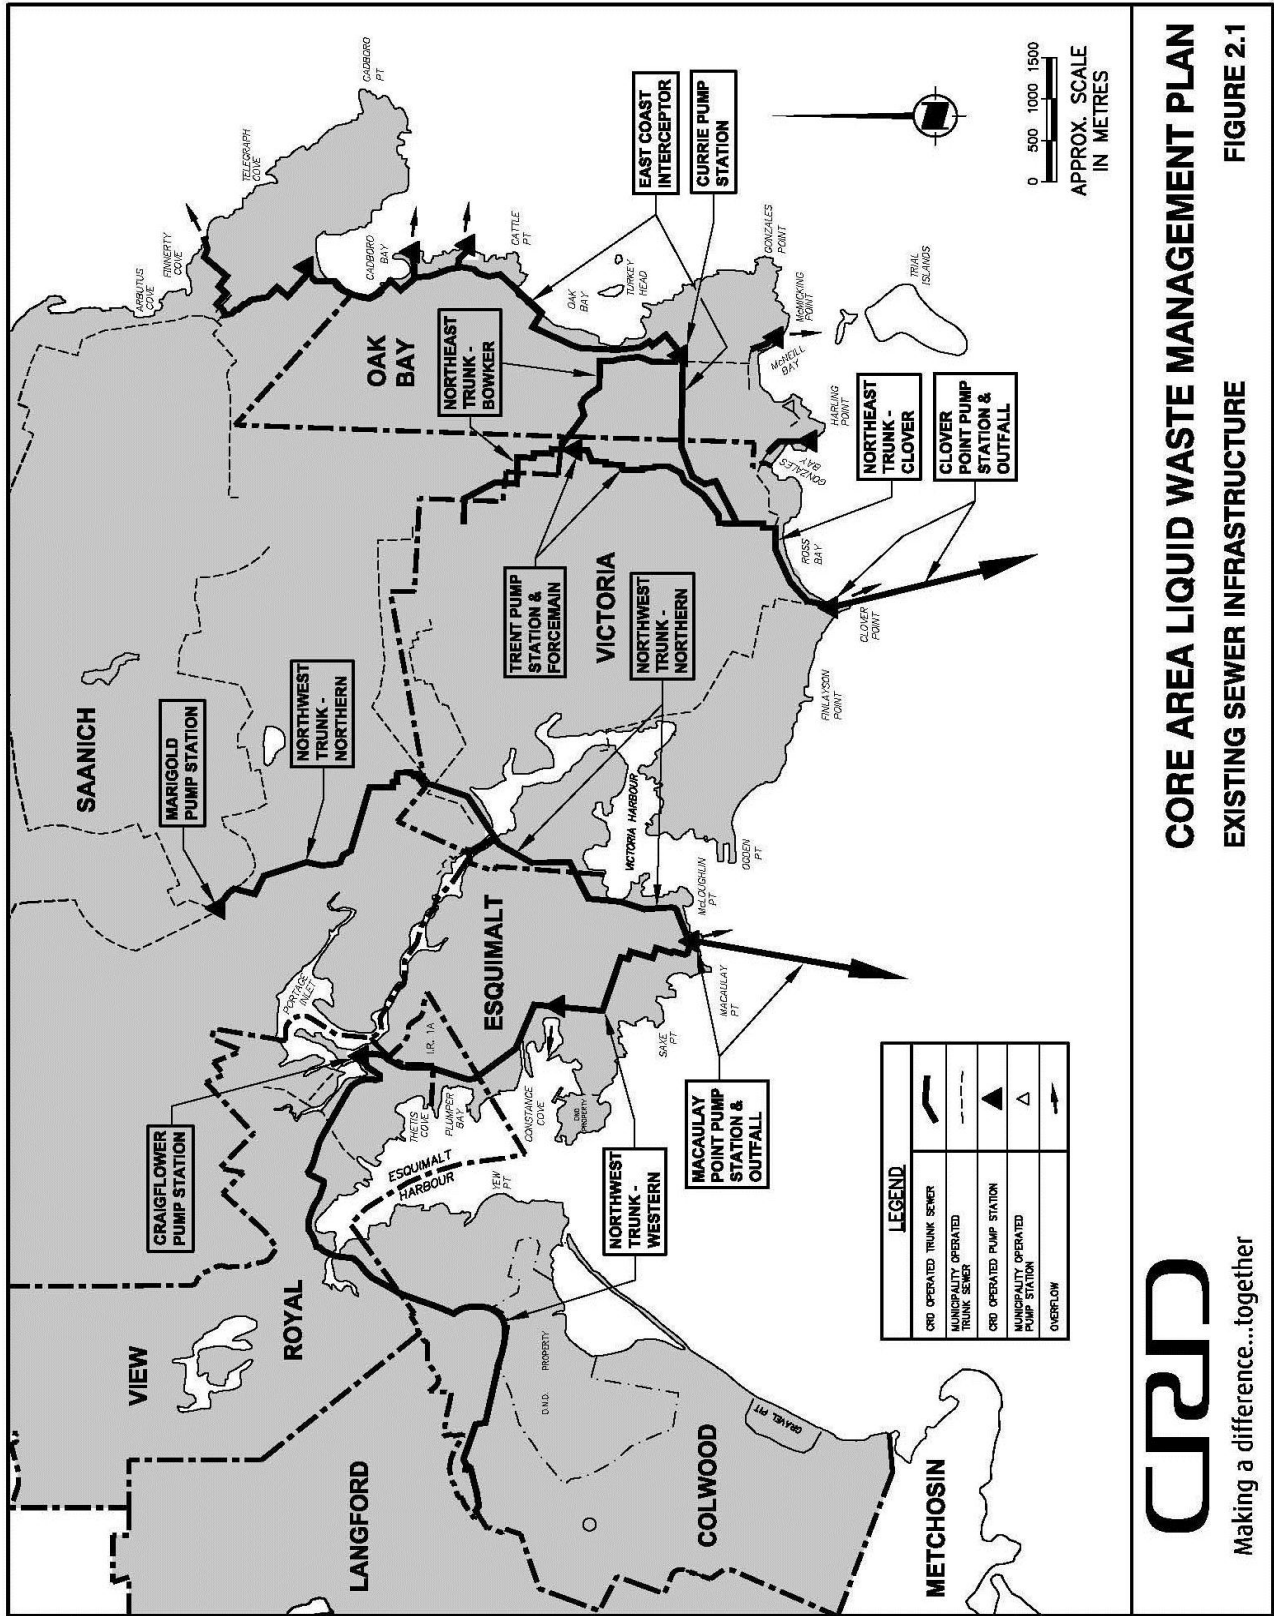 CADBORO
PT
TELEGRAPH
COVE
FINNERTY
COVE
ARBUTUS
COVE
CADBORO
BAY
CATTLE
PT
EAST COAST
INTERCEPTOR
CURRIE PUMP
STATION
OAK
BAY
TURKEY
HEAD
GONZALES
POINT
McMICKING
POINT
TRIAL
ISLANDS
McNEILL
BAY
HARLING
POINT
GONZALES
BAY
OAK
BAY
NORTHEAST
TRUNK -
BOWKER
NORTHEAST
TRUNK -
CLOVER
CLOVER
POINT PUMP
STATION &
OUTFALL
ROSS
BAY
CLOVER
POINT
FINLAYSON
POINT
TRENT PUMP
STATION &
FORCEMAIN
VICTORIA
NORTHWEST
TRUNK -
NORTHERN
SAANICH
MARIGOLD
PUMP STATION
NORTHWEST
TRUNK -
NORTHERN
VICTORIA HARBOUR
OGDEN
PT
McLOUGHLIN
PT
MACAULAY
PT
SAXE
PT
ESQUIMALT
PORTAGE
INLET
I.R. 1A
CRAIGFLOWER
PUMP STATION
THETIS
COVE
PLUMPER
BAY
CONSTANCE
COVE
DND
PROPERTY
ESQUIMALT
HARBOUR
YEW
PT
MACAULAY
POINT PUMP
STATION &
OUTFALL
NORTHWEST
TRUNK -
WESTERN
VIEW
ROYAL
LANGFORD
D.N.D. PROPERTY
COLWOOD
GRAVEL PIT
METCHOSIN
LEGEND
CRD OPERATED TRUNK SEWER
MUNICIPALITY OPERATED
TRUNK SEWER
CRD OPERATED PUMP STATION
MUNICIPALITY OPERATED
PUMP STATION
OVERFLOW
0 500 1000 1500
APPROX. SCALE
IN METRES
N
CRD
Making a difference...together
CORE AREA LIQUID WASTE MANAGEMENT PLAN
EXISTING SEWER INFRASTRUCTURE FIGURE 2.1